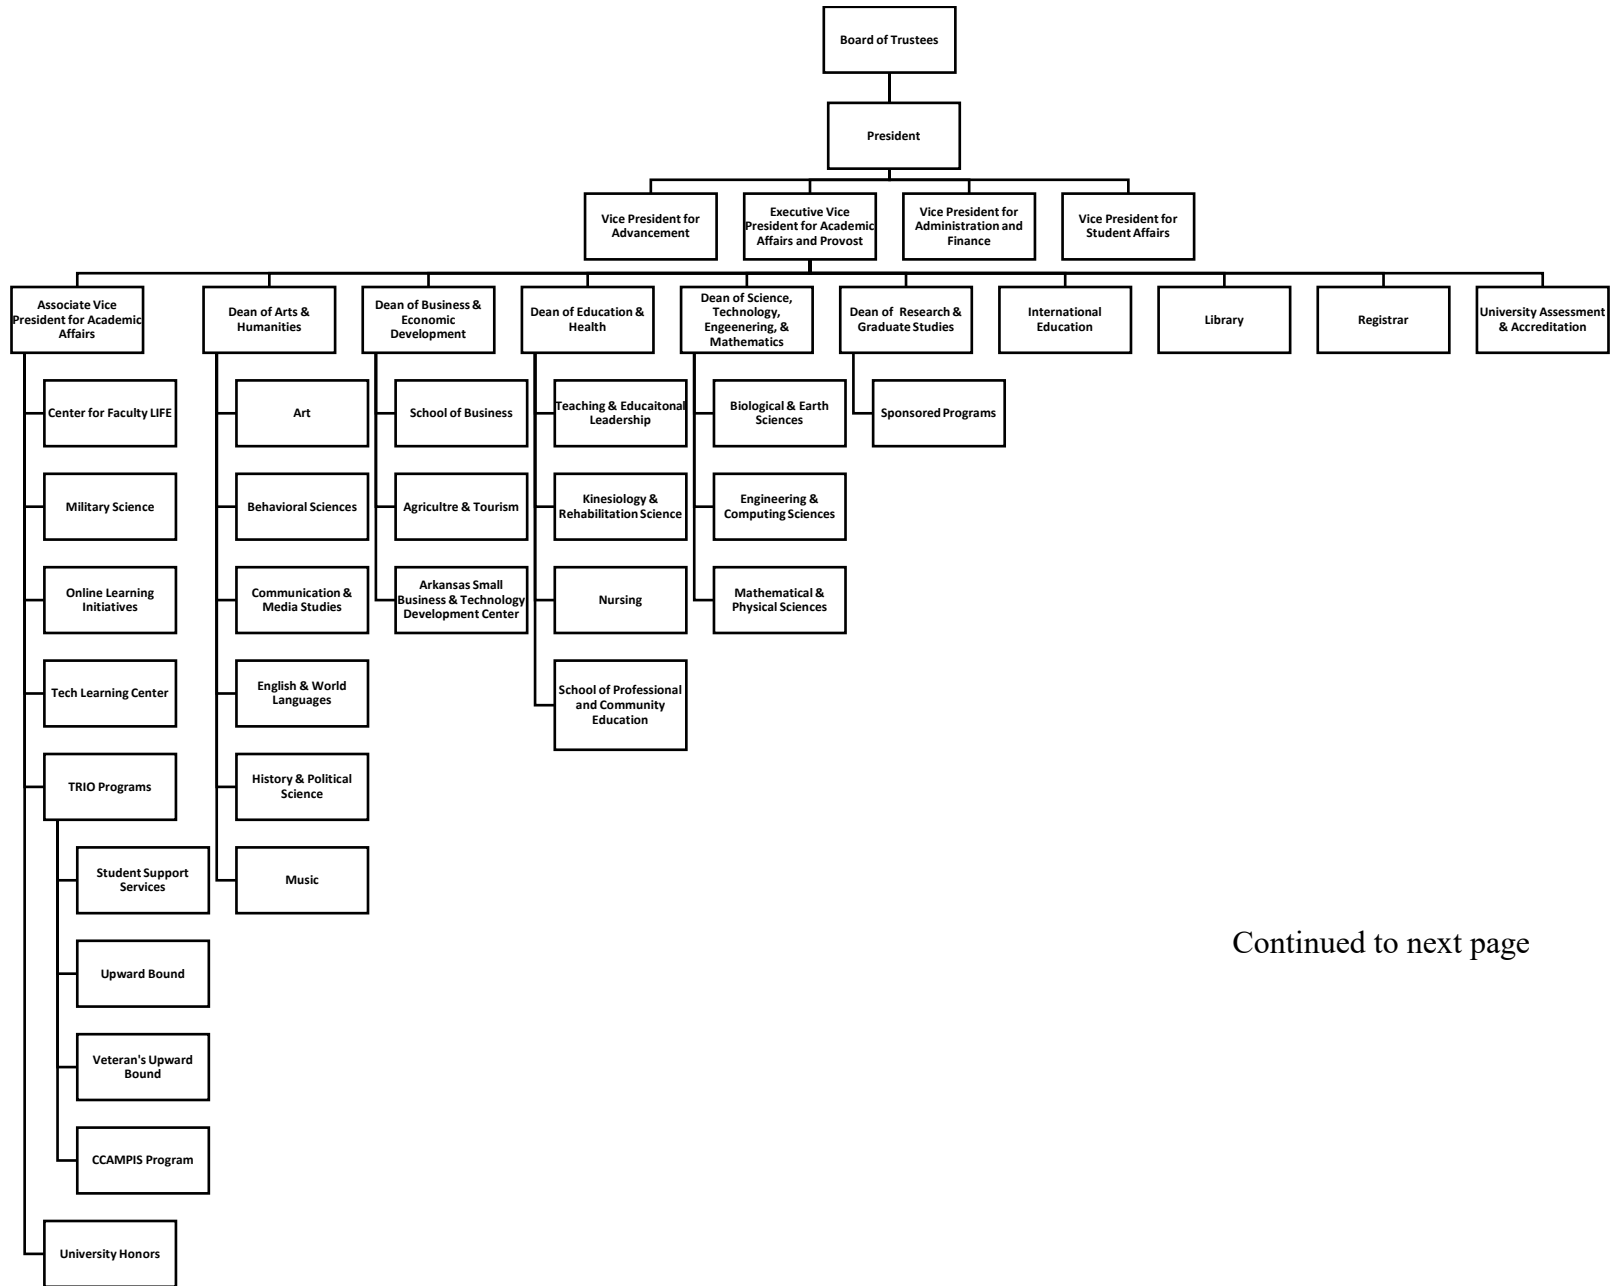 Board of Trustees
President
Vice President for
Advancement
Executive Vice
President for Academic
Affairs and Provost
Vice President for
Administration and
Finance
Vice President for
Student Affairs
Associate Vice
President for Academic
Affairs
Dean of Arts &
Humanities
Dean of Business &
Economic
Development
Dean of Education &
Health
Dean of Science,
Technology,
Engeenering, &
Mathematics
Dean of Research &
Graduate Studies
International
Education
Library
Registrar
University Assessment
& Accreditation
Center for Faculty LIFE
Military Science
Online Learning
Initiatives
Tech Learning Center
TRIO Programs
Student Support
Services
Upward Bound
Veteran's Upward
Bound
CCAMPIS Program
University Honors
Art
Behavioral Sciences
Communication &
Media Studies
English & World
Languages
History & Political
Science
Music
School of Business
Agricultre & Tourism
Arkansas Small
Business & Technology
Development Center
Teaching & Educaitonal
Leadership
Kinesiology &
Rehabilitation Science
Nursing
School of Professional
and Community
Education
Biological & Earth
Sciences
Engineering &
Computing Sciences
Mathematical &
Physical Sciences
Sponsored Programs
Continued to next page